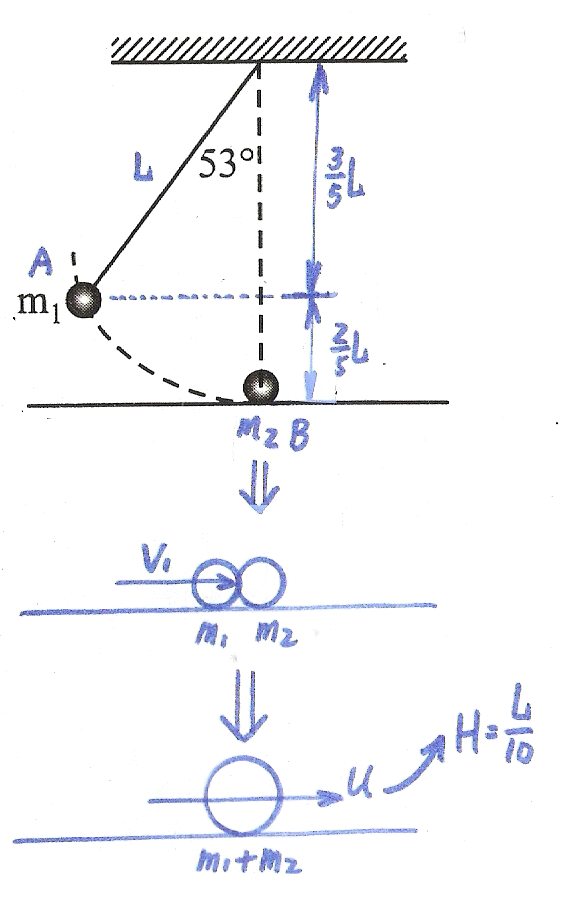 L
53°
3/5 L
A
m₁
2/5 L
m₂ B
V₁
m₁ m₂
u
H = L/10
m₁+m₂